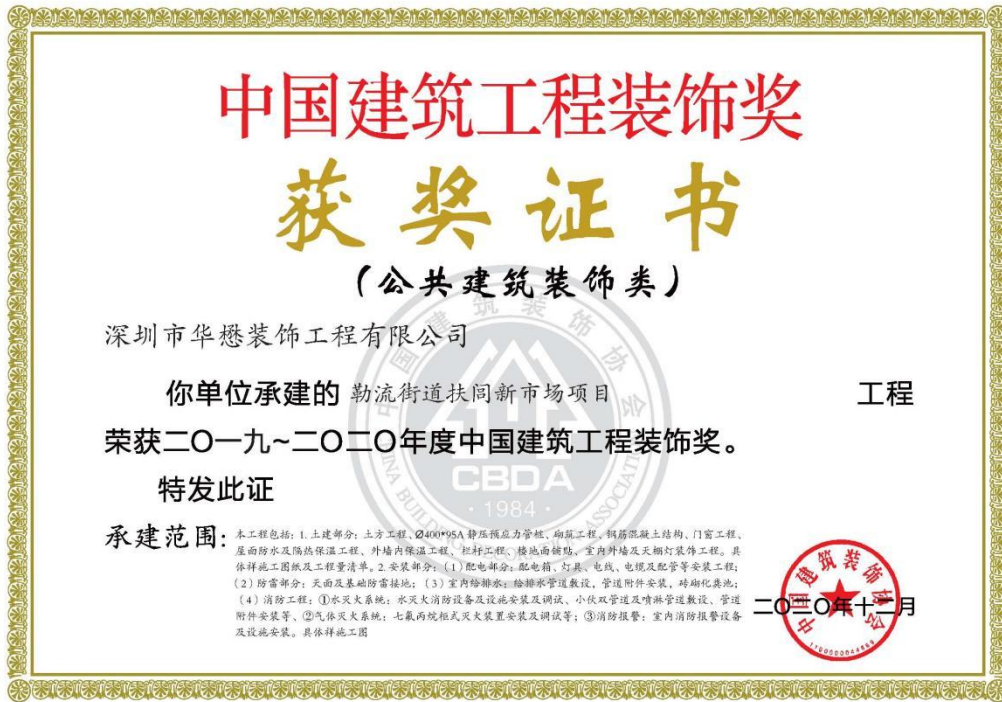 中国建筑工程装饰奖
获奖证书
（公共建筑装饰类）
深圳市华懋装饰工程有限公司
你单位承建的 勒流街道扶闾新市场项目 工程
荣获二〇一九~二〇二〇年度中国建筑工程装饰奖。
特发此证
承建范围：
本工程包括：1.土建部分：土方工程、Ø400*95A 静压预应力管桩、砌筑工程、钢筋混凝土结构、门窗工程、
屋面防水及隔热保温工程、外墙内保温工程、栏杆工程、楼地面铺贴、室内外墙及天棚灯装饰工程。具
体祥施工图纸及工程量清单。2.安装部分：（1）配电部分：配电箱、灯具、电线、电缆及配管等安装工程；
（2）防雷部分：天面及基础防雷接地；（3）室内给排水：给排水管道敷设，管道附件安装，砖砌化粪池；
（4）消防工程：①水灭火系统：水灭火消防设备及设施安装及调试、小伏双管道及喷淋管道敷设、管道
附件安装等、②气体灭火系统：七氟丙烷柜式灭火装置安装及调试等；③消防报警：室内消防报警设备
及设施安装。具体祥施工图
二〇二〇年十二月
中国建筑装饰协会
中国建筑装饰协会
CBDA
·1984·
CHINA BUILDING DECORATION ASSOCIATION